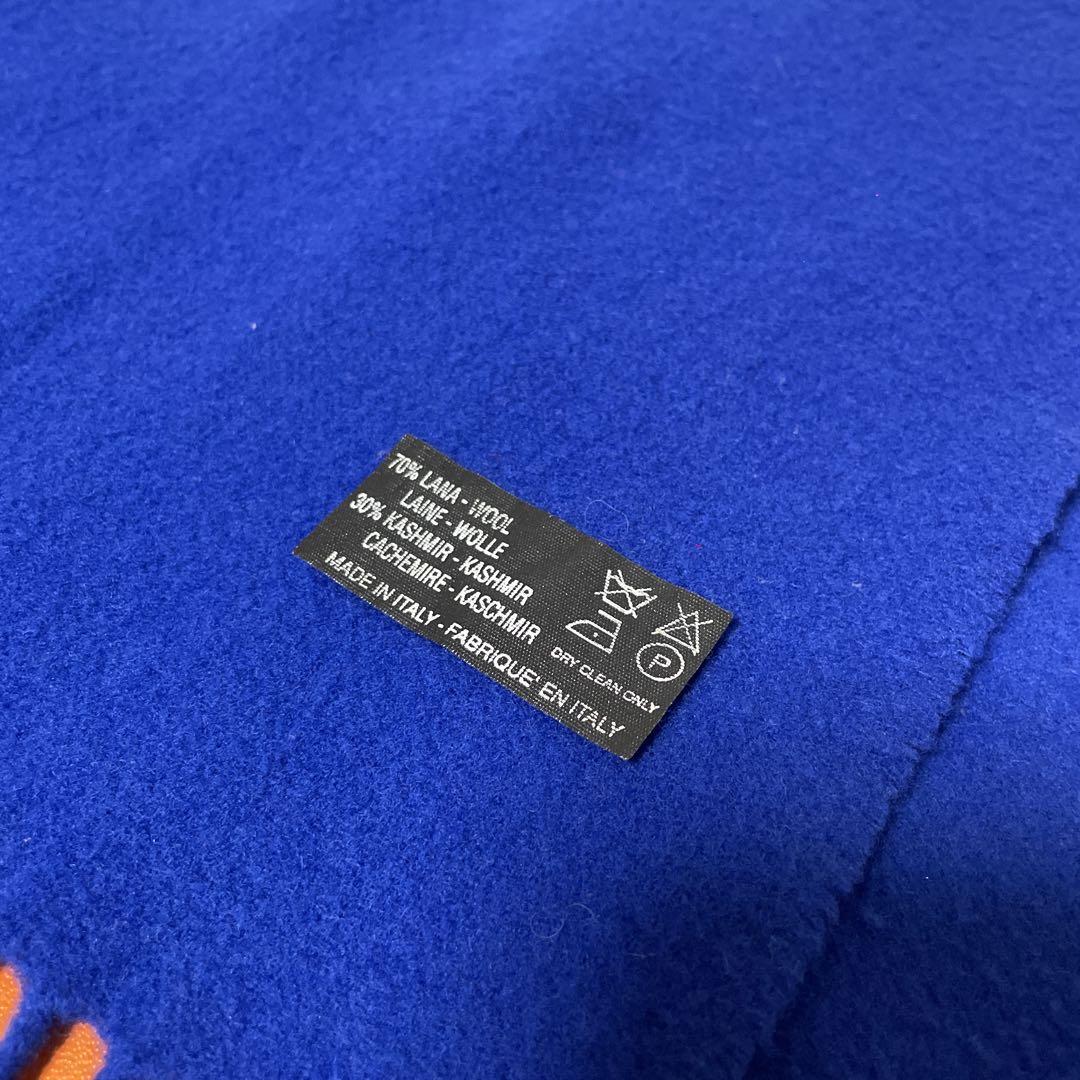 70% LANA - WOOL
LAINE - WOLLE
30% KASHMIR - KASHMIR
CACHEMIRE - KASCHMIR
MADE IN ITALY - FABRIQUE' EN ITALY
P
DRY CLEAN ONLY